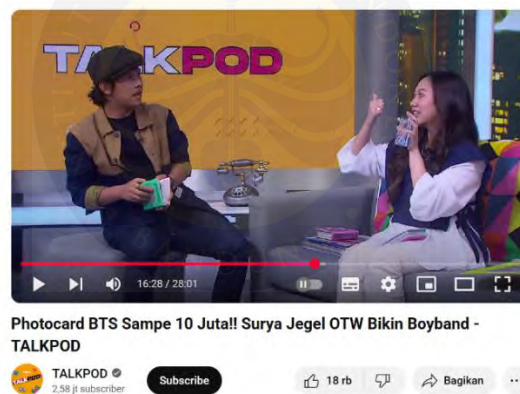 TALKPOD
16:28 / 28:01
Photocard BTS Sampe 10 Juta!! Surya Jegel OTW Bikin Boyband -
TALKPOD
TALKPOD
2,58 jt subscriber
Subscribe
18 rb
Bagikan